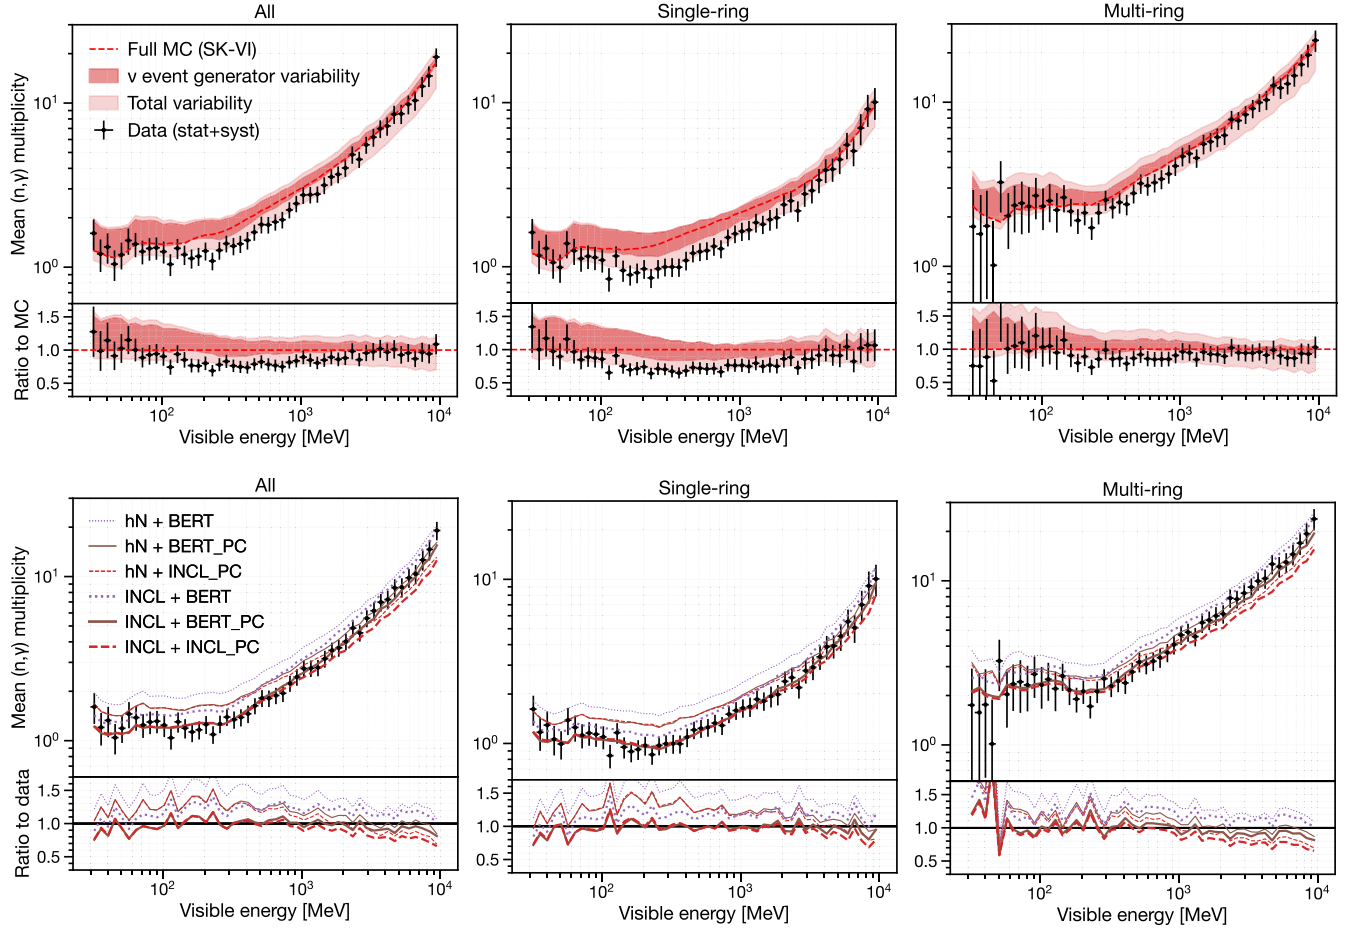 All
Single-ring
Multi-ring
Mean (n,γ) multiplicity
10¹
10⁰
Full MC (SK-VI)
ν event generator variability
Total variability
Data (stat+syst)
10¹
10⁰
10¹
10⁰
Ratio to MC
1.5
1.0
0.5
1.5
1.0
0.5
1.5
1.0
0.5
10² 10³ 10⁴
10² 10³ 10⁴
10² 10³ 10⁴
Visible energy [MeV]
Visible energy [MeV]
Visible energy [MeV]
All
Single-ring
Multi-ring
Mean (n,γ) multiplicity
10¹
10⁰
hN + BERT
hN + BERT_PC
hN + INCL_PC
INCL + BERT
INCL + BERT_PC
INCL + INCL_PC
10¹
10⁰
10¹
10⁰
Ratio to data
1.5
1.0
0.5
1.5
1.0
0.5
1.5
1.0
0.5
10² 10³ 10⁴
10² 10³ 10⁴
10² 10³ 10⁴
Visible energy [MeV]
Visible energy [MeV]
Visible energy [MeV]